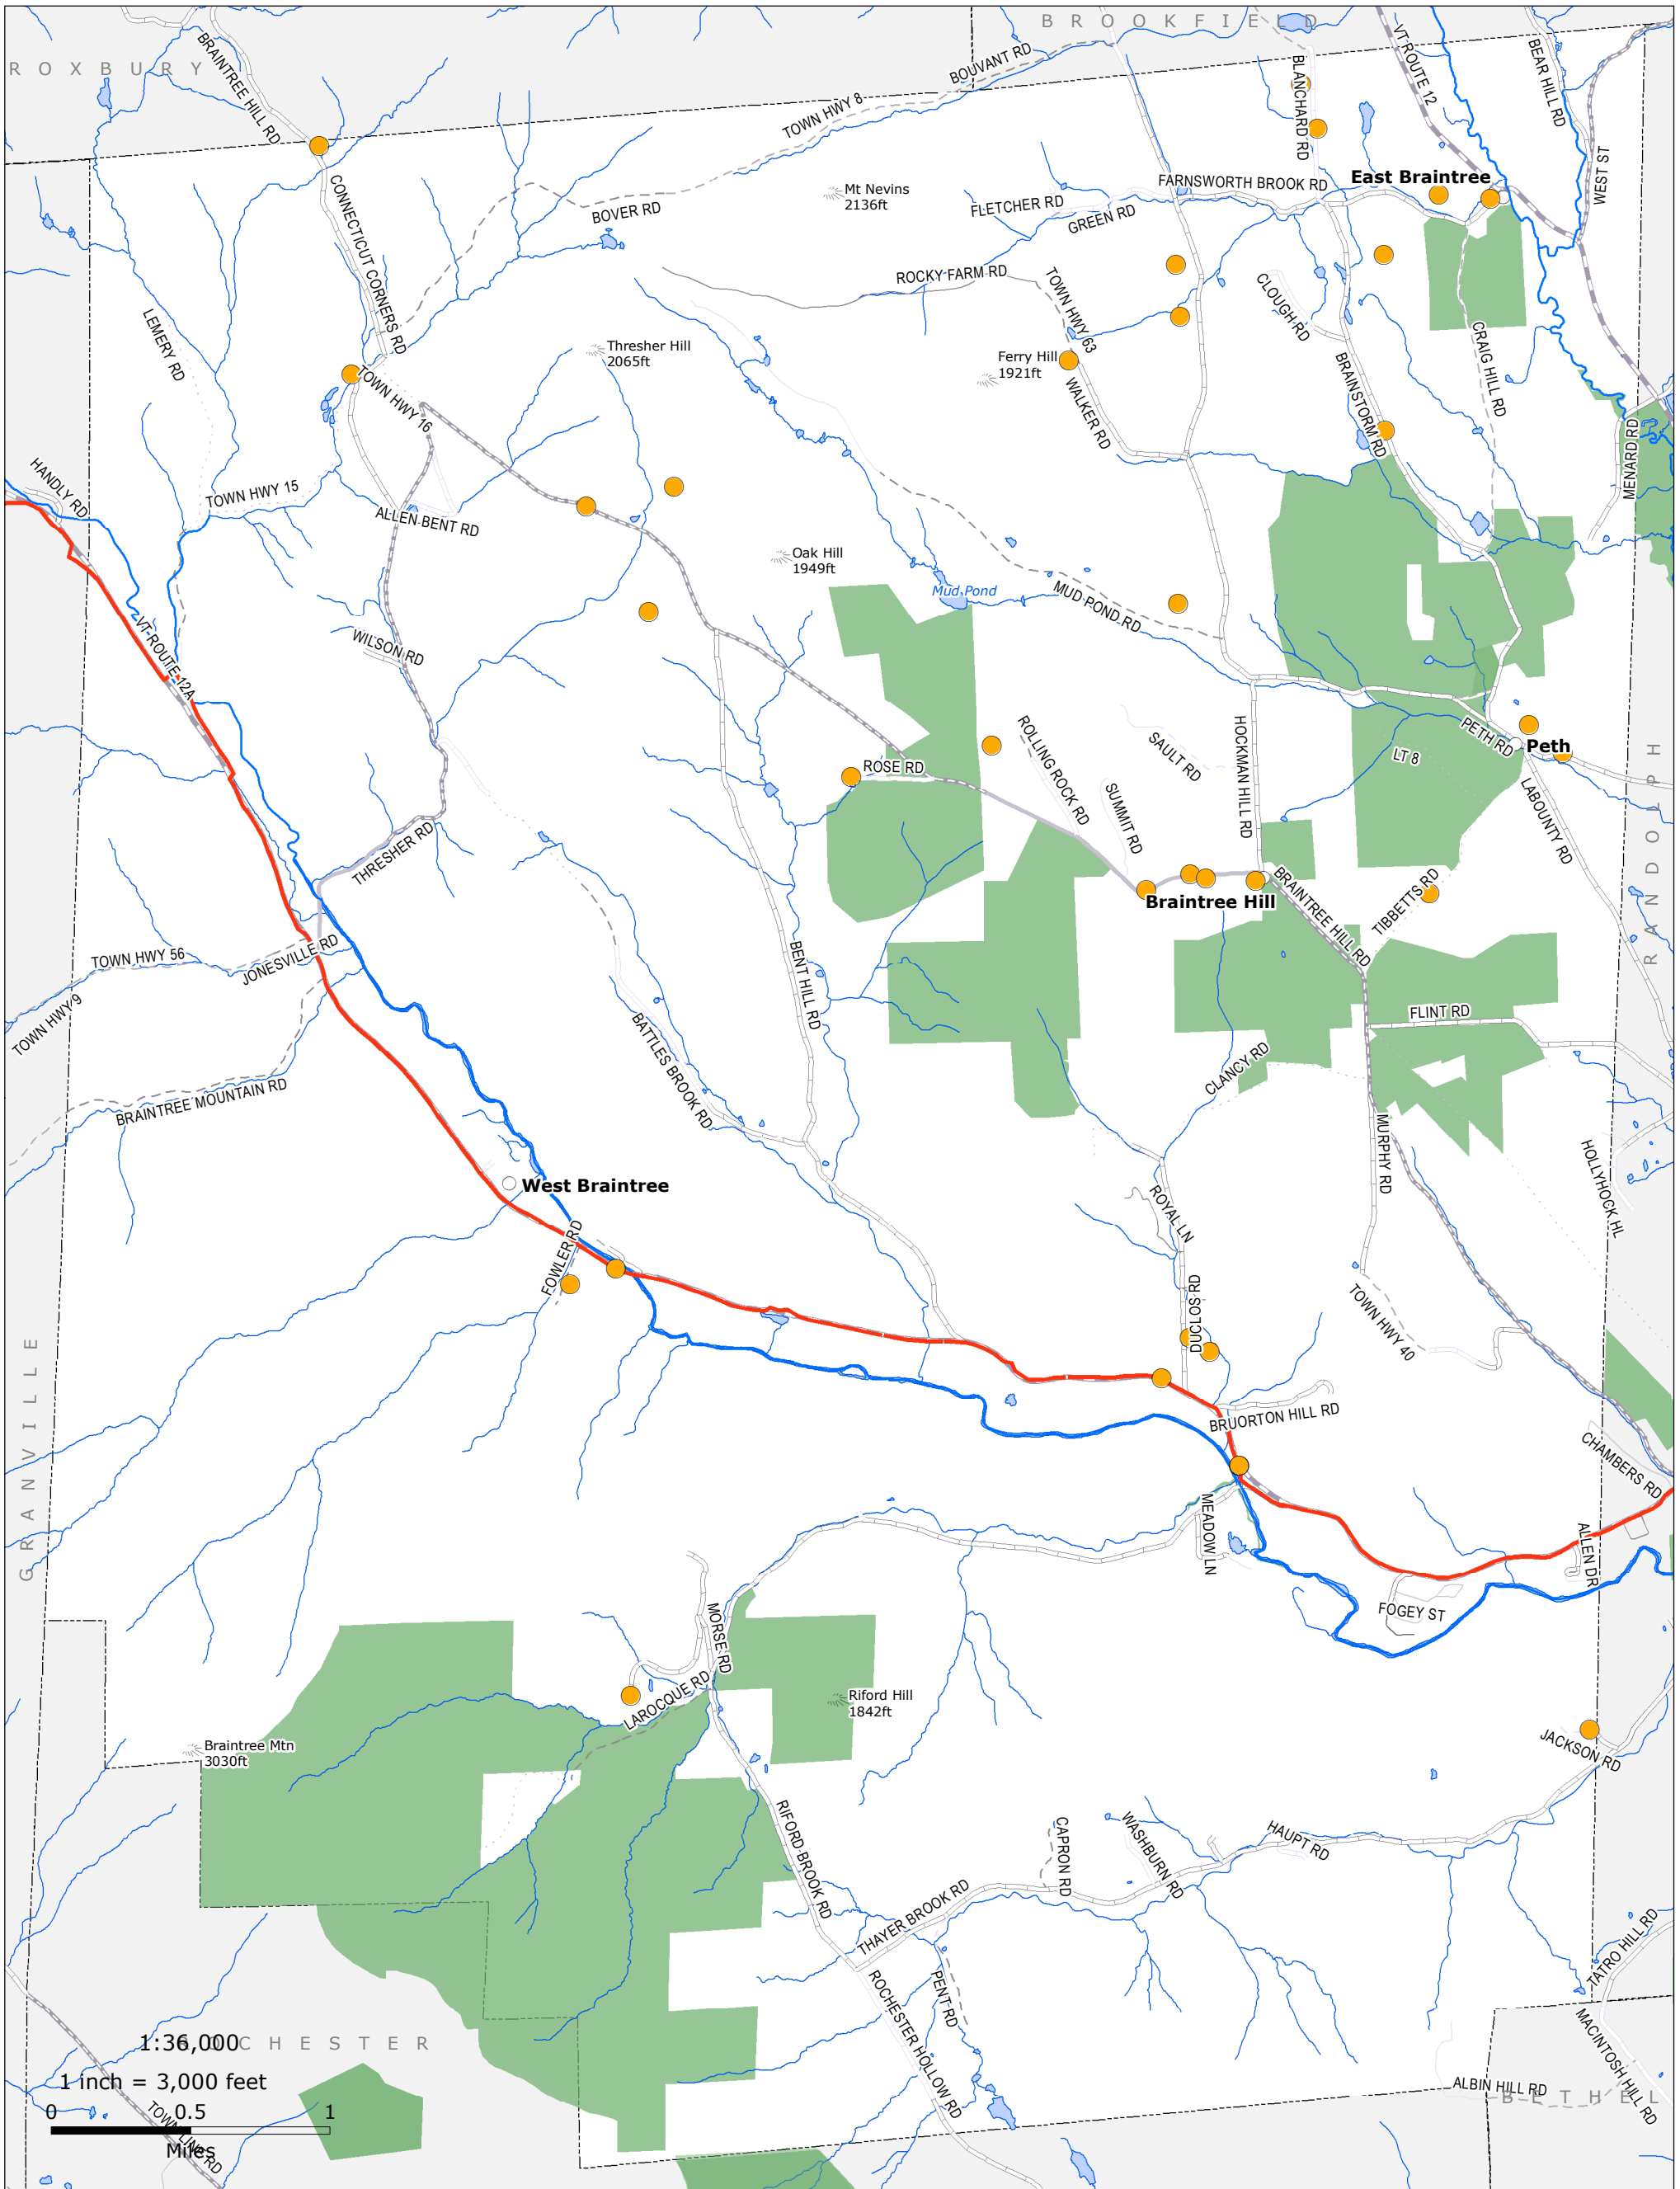 BROOKFIELD
ROXBURY
BRAINTREE HILL RD
BOUVANT RD
BLANCHARD RD
VT ROUTE 12
BEAR HILL RD
WEST ST
TOWN HWY 8
CONNECTICUT CORNERS RD
BOVER RD
Mt Nevins
2136ft
FLETCHER RD
GREEN RD
FARNSWORTH BROOK RD
East Braintree
ROCKY FARM RD
TOWN HWY 63
CLOUGH RD
LEMERY RD
Thresher Hill
2065ft
Ferry Hill
1921ft
CRAIG HILL RD
BRAINSTORM RD
WALKER RD
TOWN HWY 16
MENARD RD
HANDLY RD
TOWN HWY 15
ALLEN BENT RD
Oak Hill
1949ft
Mud Pond
MUD POND RD
VT ROUTE 12A
WILSON RD
ROLLING ROCK RD
SAULT RD
HOCKMAN HILL RD
PETH RD
Peth
LT 8
ROSE RD
SUMMIT RD
LABOUNTY RD
RANDOLPH
THRESHER RD
Braintree Hill
BRAINTREE HILL RD
TIBBETTS RD
TOWN HWY 56
JONESVILLE RD
TOWN HWY 9
BENT HILL RD
FLINT RD
BATTLES BROOK RD
CLANCY RD
BRAINTREE MOUNTAIN RD
MURPHY RD
HOLLYHOCK HL
West Braintree
ROYAL LN
FOWLER RD
DUCLOS RD
TOWN HWY 40
GRANVILLE
BRUORTON HILL RD
CHAMBERS RD
MEADOW LN
ALLEN DR
FOGEY ST
MORSE RD
LAROCQUE RD
Riford Hill
1842ft
Braintree Mtn
3030ft
JACKSON RD
RIFORD BROOK RD
CAPRON RD
WASHBURN RD
HAUPT RD
THAYER BROOK RD
TATRO HILL RD
PENT RD
ROCHESTER HOLLOW RD
MACINTOSH HILL RD
ROCHESTER
1:36,000
1 inch = 3,000 feet
0 0.5 1
Miles
TOWN LINE RD
ALBIN HILL RD
BETHEL